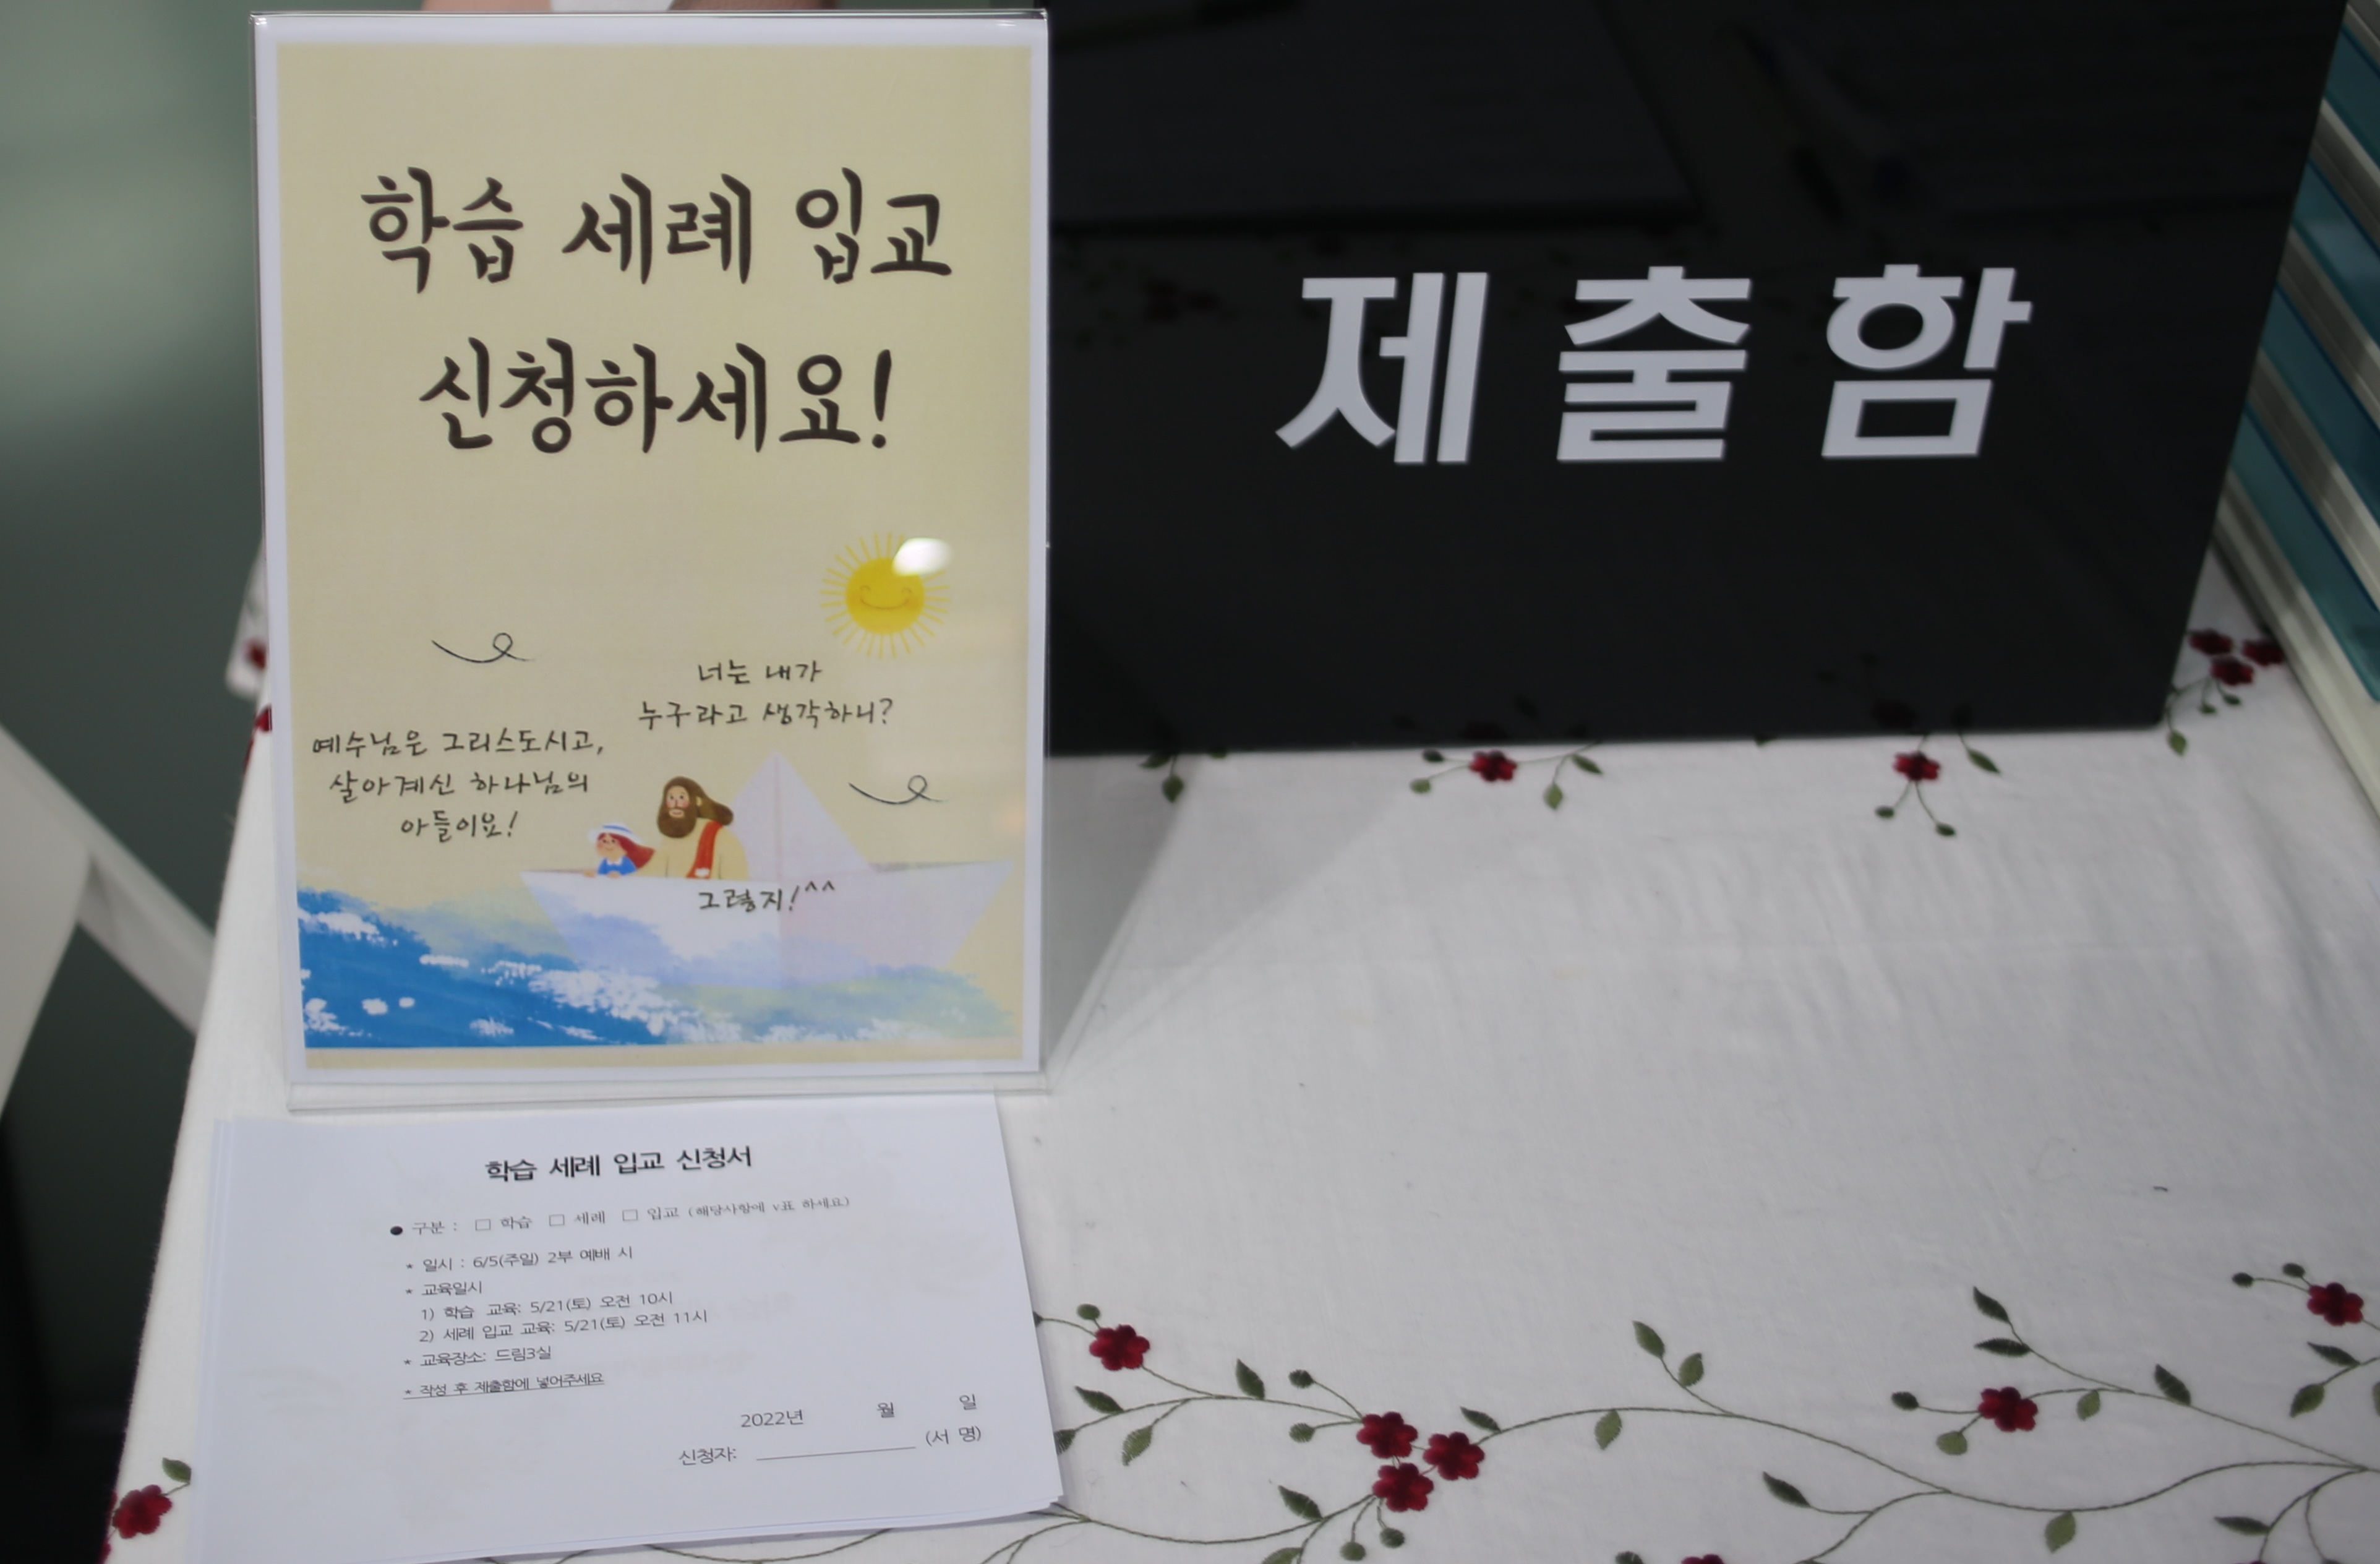 학습 세례 입교
신청하세요!
너는 내가
누구라고 생각하니?
예수님은 그리스도시고,
살아계신 하나님의
아들이요!
그렇지!^^
제출함
학습 세례 입교 신청서
● 구분 : □ 학습 □ 세례 □ 입교 (해당사항에 v표 하세요)
* 일시 : 6/5(주일) 2부 예배 시
* 교육일시
1) 학습 교육: 5/21(토) 오전 10시
2) 세례 입교 교육: 5/21(토) 오전 11시
* 교육장소: 드림3실
* 작성 후 제출함에 넣어주세요
2022년 월 일
신청자: ____________ (서 명)